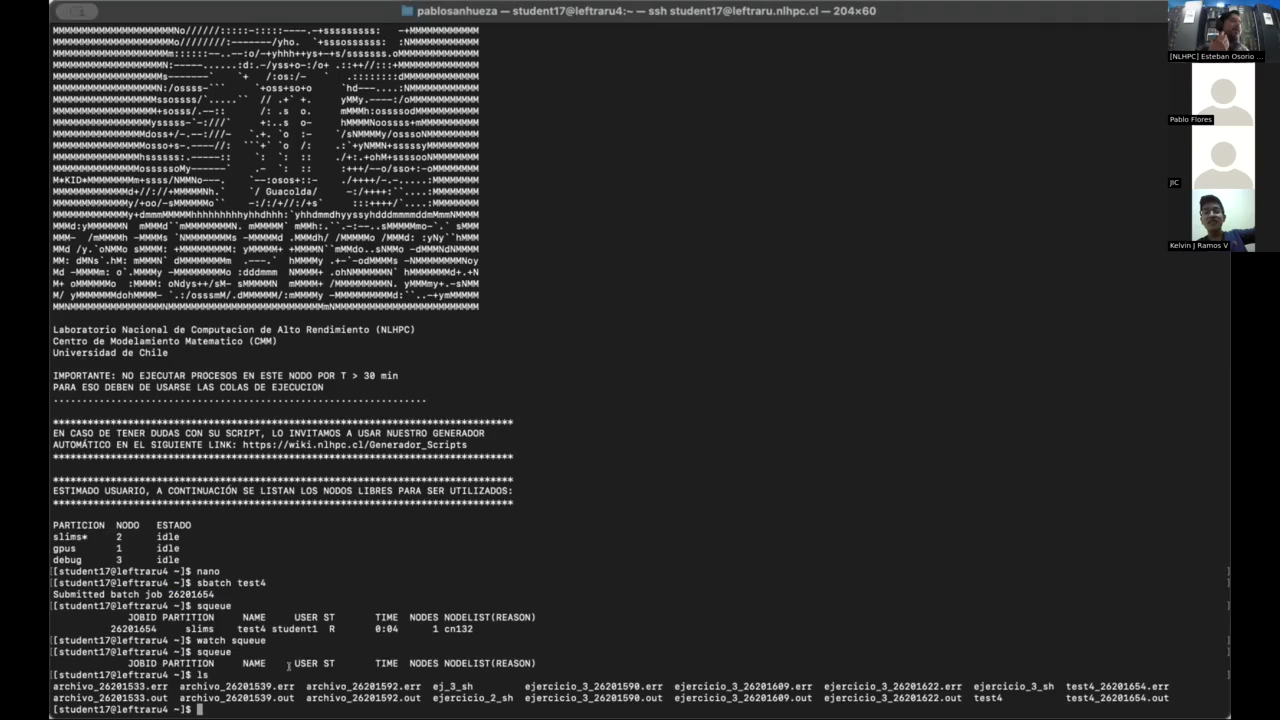 pablosanhueza — student17@leftraru4:~ — ssh student17@leftraru.nlhpc.cl — 204×60
*KID*
Guacolda
Laboratorio Nacional de Computacion de Alto Rendimiento (NLHPC)
Centro de Modelamiento Matematico (CMM)
Universidad de Chile
IMPORTANTE: NO EJECUTAR PROCESOS EN ESTE NODO POR T > 30 min
PARA ESO DEBEN DE USARSE LAS COLAS DE EJECUCION
EN CASO DE TENER DUDAS CON SU SCRIPT, LO INVITAMOS A USAR NUESTRO GENERADOR
AUTOMÁTICO EN EL SIGUIENTE LINK: https://wiki.nlhpc.cl/Generador_Scripts
ESTIMADO USUARIO, A CONTINUACIÓN SE LISTAN LOS NODOS LIBRES PARA SER UTILIZADOS:
PARTICION NODO ESTADO
slims* 2 idle
gpus 1 idle
debug 3 idle
[[student17@leftraru4 ~]$ nano ]
[[student17@leftraru4 ~]$ sbatch test4 ]
Submitted batch job 26201654
[[student17@leftraru4 ~]$ squeue ]
JOBID PARTITION NAME USER ST TIME NODES NODELIST(REASON)
26201654 slims test4 student1 R 0:04 1 cn132
[[student17@leftraru4 ~]$ watch squeue ]
[[student17@leftraru4 ~]$ squeue ]
JOBID PARTITION NAME USER ST TIME NODES NODELIST(REASON)
[[student17@leftraru4 ~]$ ls ]
archivo_26201533.err archivo_26201539.err archivo_26201592.err ej_3_sh ejercicio_3_26201590.err ejercicio_3_26201609.err ejercicio_3_26201622.err ejercicio_3_sh test4_26201654.err
archivo_26201533.out archivo_26201539.out archivo_26201592.out ejercicio_2_sh ejercicio_3_26201590.out ejercicio_3_26201609.out ejercicio_3_26201622.out test4 test4_26201654.out
[student17@leftraru4 ~]$
[NLHPC] Esteban Osorio ...
Pablo Flores
JIC
Kelvin J Ramos V